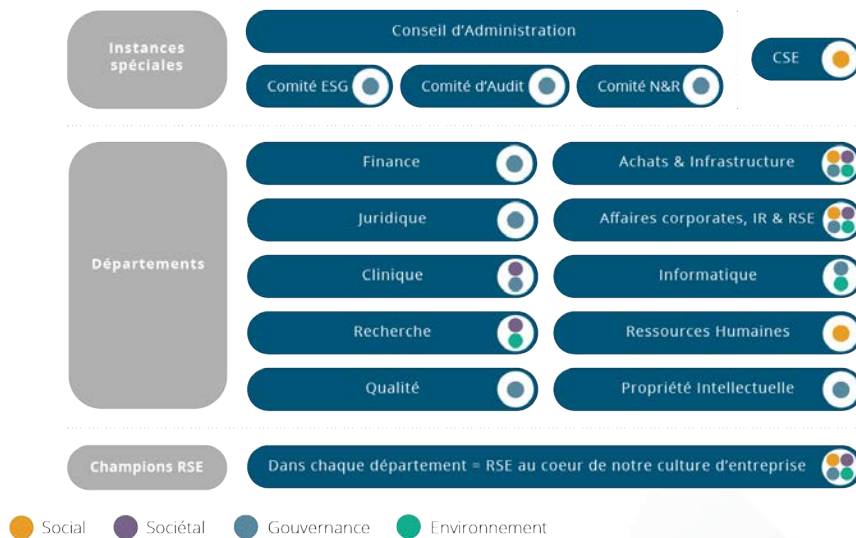 Instances
spéciales
Conseil d'Administration
CSE
Comité ESG
Comité d'Audit
Comité N&R
Départements
Finance
Achats & Infrastructure
Juridique
Affaires corporates, IR & RSE
Clinique
Informatique
Recherche
Ressources Humaines
Qualité
Propriété Intellectuelle
Champions RSE
Dans chaque département = RSE au coeur de notre culture d'entreprise
Social
Sociétal
Gouvernance
Environnement